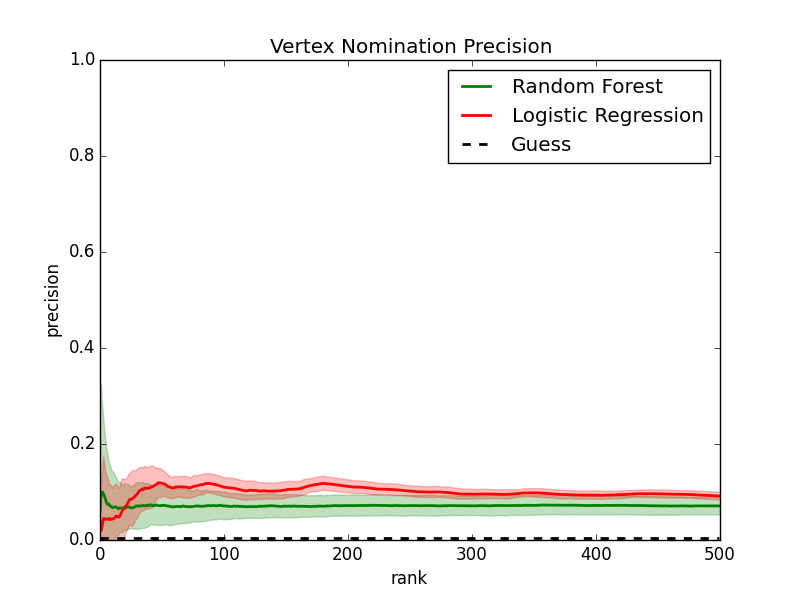 Vertex Nomination Precision
Random Forest
Logistic Regression
Guess
precision
1.0
0.8
0.6
0.4
0.2
0.0
0 100 200 300 400 500
rank